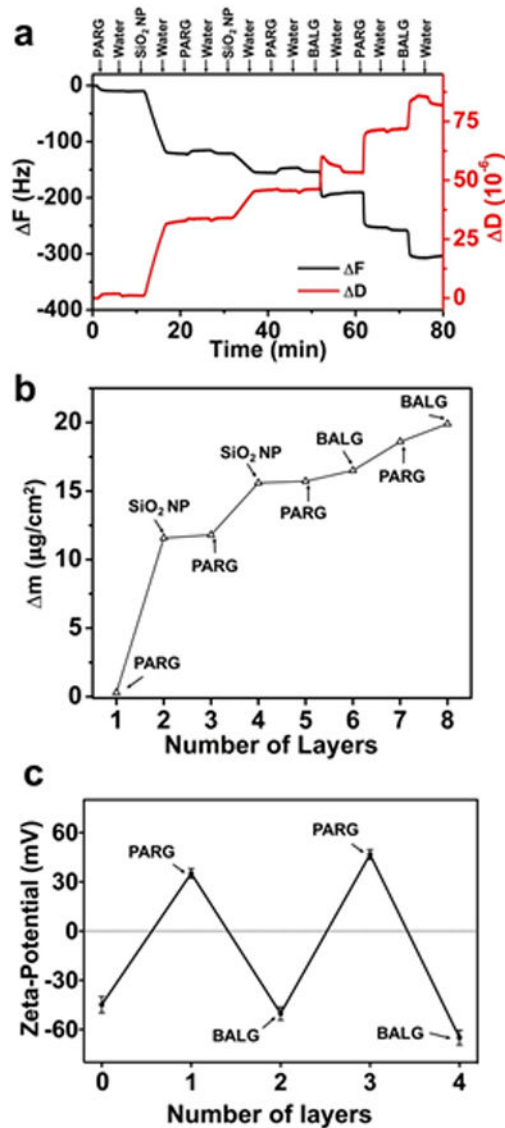 a
PARG
Water
SiO₂ NP
Water
PARG
Water
SiO₂ NP
Water
PARG
Water
BALG
Water
PARG
Water
BALG
Water
0
-100
-200
-300
-400
ΔF (Hz)
75
50
25
0
ΔD (10⁻⁶)
ΔF
ΔD
0 10 20 30 40 50 60 70 80
Time (min)
b
20
15
10
5
0
Δm (µg/cm²)
PARG
SiO₂ NP
PARG
SiO₂ NP
PARG
BALG
PARG
BALG
1 2 3 4 5 6 7 8
Number of Layers
c
60
30
0
-30
-60
Zeta-Potential (mV)
PARG
BALG
PARG
BALG
0 1 2 3 4
Number of layers